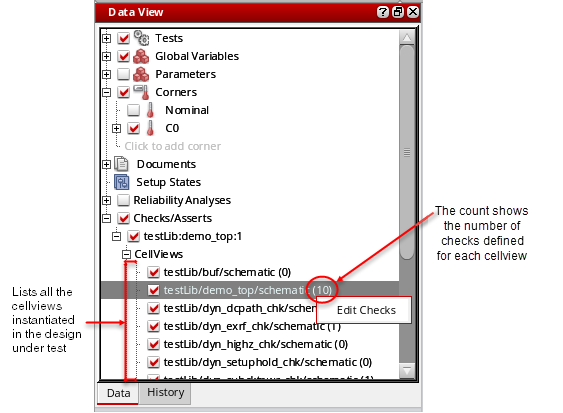 Data View
Tests
Global Variables
Parameters
Corners
Nominal
C0
Click to add corner
Documents
Setup States
Reliability Analyses
Checks/Asserts
testLib:demo_top:1
CellViews
testLib/buf/schematic (0)
testLib/demo_top/schematic (10)
testLib/dyn_dcpath_chk/schem
Edit Checks
testLib/dyn_exrf_chk/schematic (1)
testLib/dyn_highz_chk/schematic (0)
testLib/dyn_setuphold_chk/schematic (0)
Data
History
The count shows
the number of
checks defined
for each cellview
Lists all the
cellviews
instantiated
in the design
under test